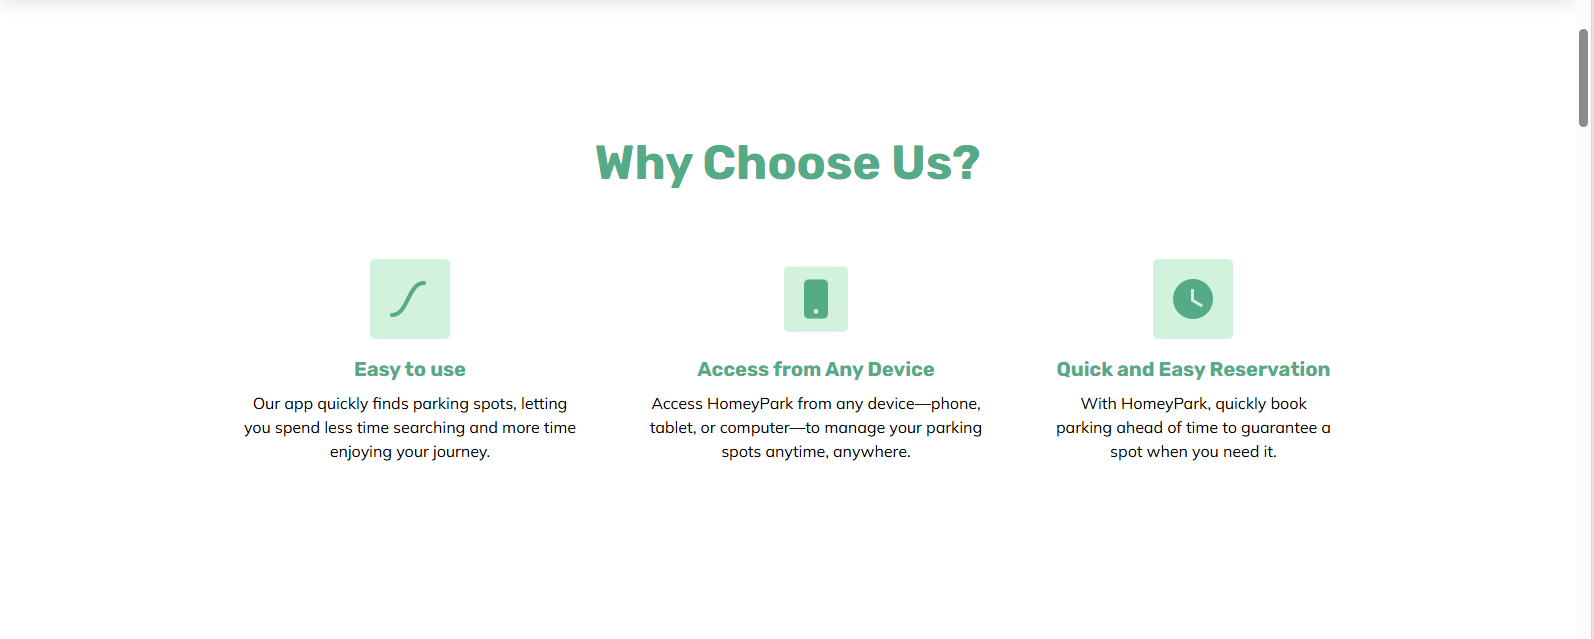 Why Choose Us?
Easy to use
Our app quickly finds parking spots, letting
you spend less time searching and more time
enjoying your journey.
Access from Any Device
Access HomeyPark from any device—phone,
tablet, or computer—to manage your parking
spots anytime, anywhere.
Quick and Easy Reservation
With HomeyPark, quickly book
parking ahead of time to guarantee a
spot when you need it.